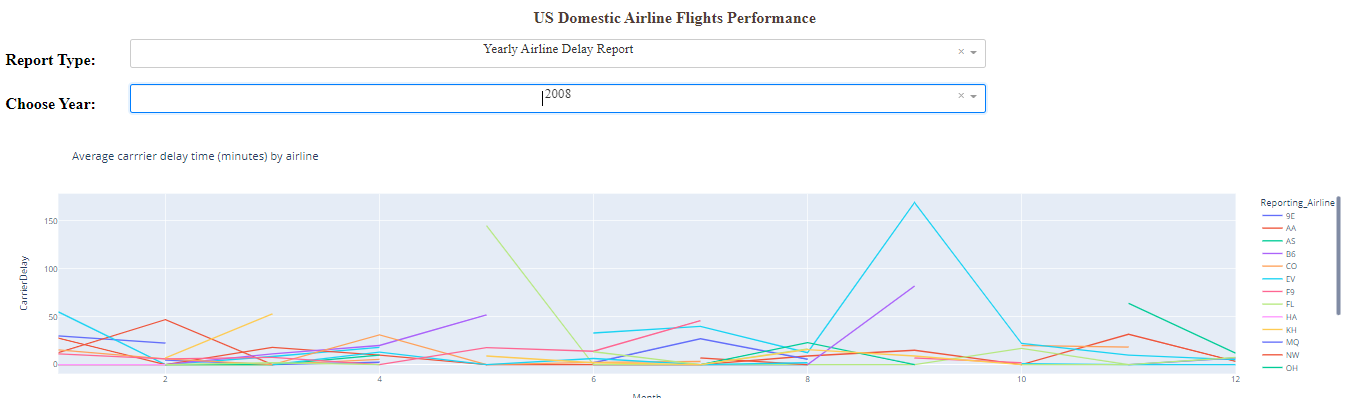 US Domestic Airline Flights Performance
Report Type:
Yearly Airline Delay Report
×
Choose Year:
2008
×
Average carrrier delay time (minutes) by airline
150
100
50
0
CarrierDelay
2
4
6
8
10
12
Month
Reporting_Airline
9E
AA
AS
B6
CO
EV
F9
FL
HA
KH
MQ
NW
OH